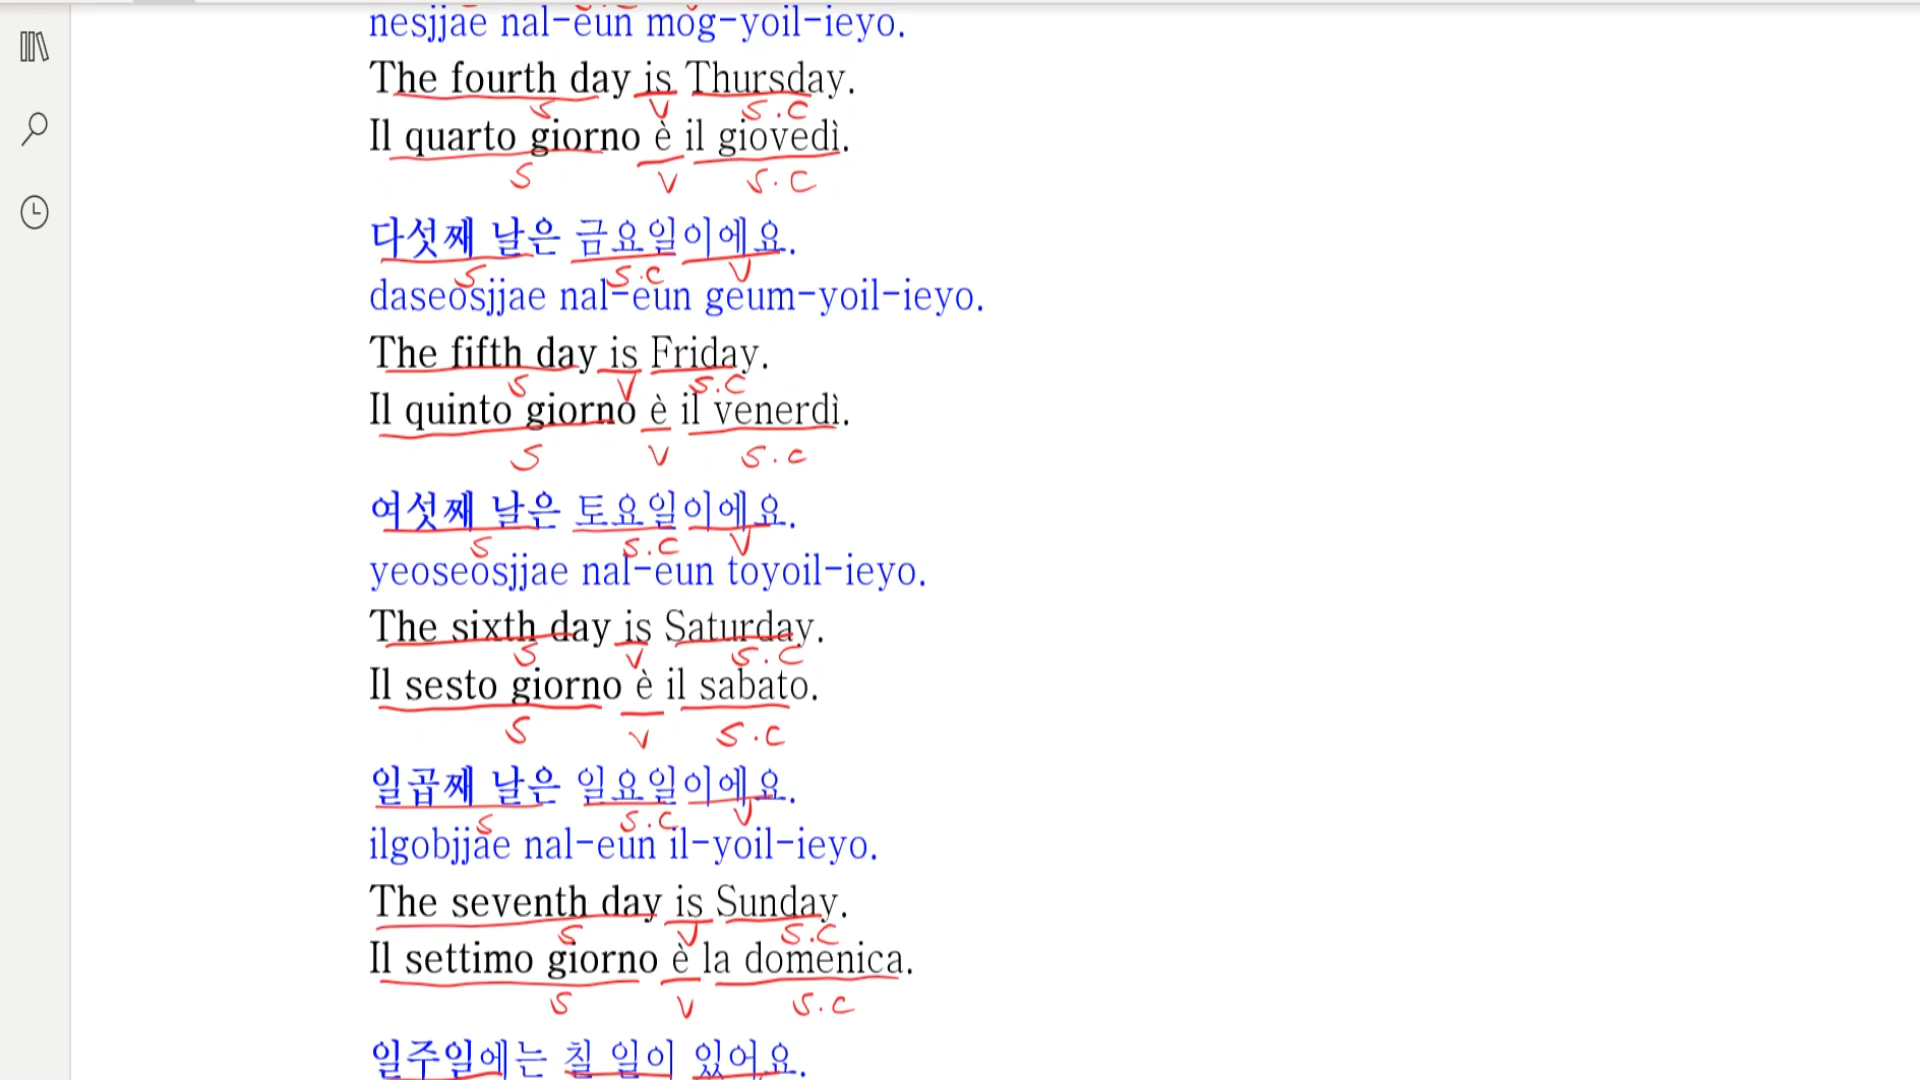 nesjjae nal-eun mog-yoil-ieyo.
The fourth day is Thursday.
S V S.C
Il quarto giorno è il giovedì.
S V S.C
다섯째 날은 금요일이에요.
S S.C V
daseosjjae nal-eun geum-yoil-ieyo.
The fifth day is Friday.
S V S.C
Il quinto giorno è il venerdì.
S V S.C
여섯째 날은 토요일이에요.
S S.C V
yeoseosjjae nal-eun toyoil-ieyo.
The sixth day is Saturday.
S V S.C
Il sesto giorno è il sabato.
S V S.C
일곱째 날은 일요일이에요.
S S.C V
ilgobjjae nal-eun il-yoil-ieyo.
The seventh day is Sunday.
S V S.C
Il settimo giorno è la domenica.
S V S.C
일주일에는 칠 일이 있어요.